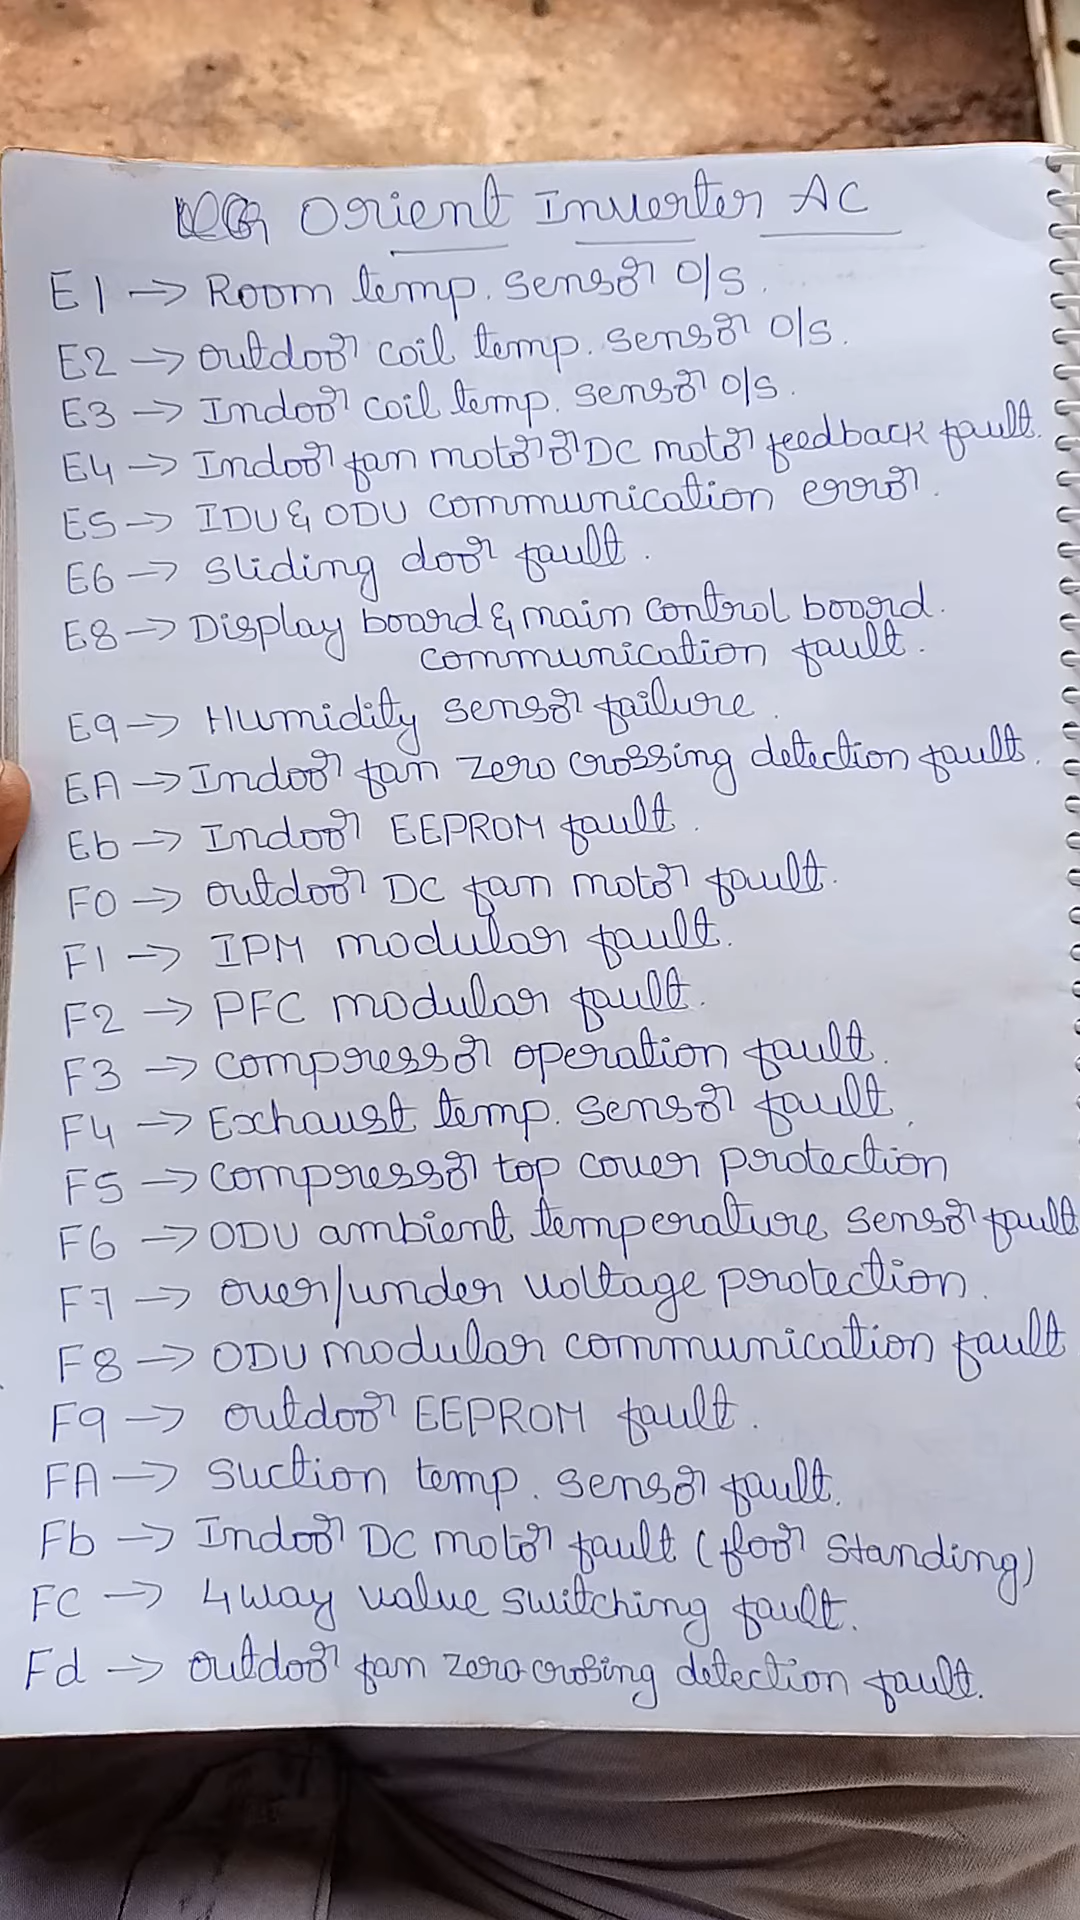 Orient Inverter AC
E1 → Room temp. sensor O/S.
E2 → outdoor coil temp. sensor O/S.
E3 → Indoor coil temp. sensor O/S.
E4 → Indoor fan motor or DC motor feedback fault.
E5 → IDU & ODU communication error.
E6 → Sliding door fault.
E8 → Display board & main control board.
communication fault.
E9 → Humidity sensor failure.
EA → Indoor fan zero crossing detection fault.
Eb → Indoor EEPROM fault.
F0 → outdoor DC fan motor fault.
F1 → IPM modular fault.
F2 → PFC modular fault.
F3 → compressor operation fault.
F4 → Exhaust temp. sensor fault.
F5 → compressor top cover protection
F6 → ODU ambient temperature sensor fault
F7 → over/under voltage protection.
F8 → ODU modular communication fault
F9 → outdoor EEPROM fault.
FA → suction temp. sensor fault.
Fb → Indoor DC motor fault (floor standing)
FC → 4 way value switching fault.
Fd → outdoor fan zero crosing detection fault.